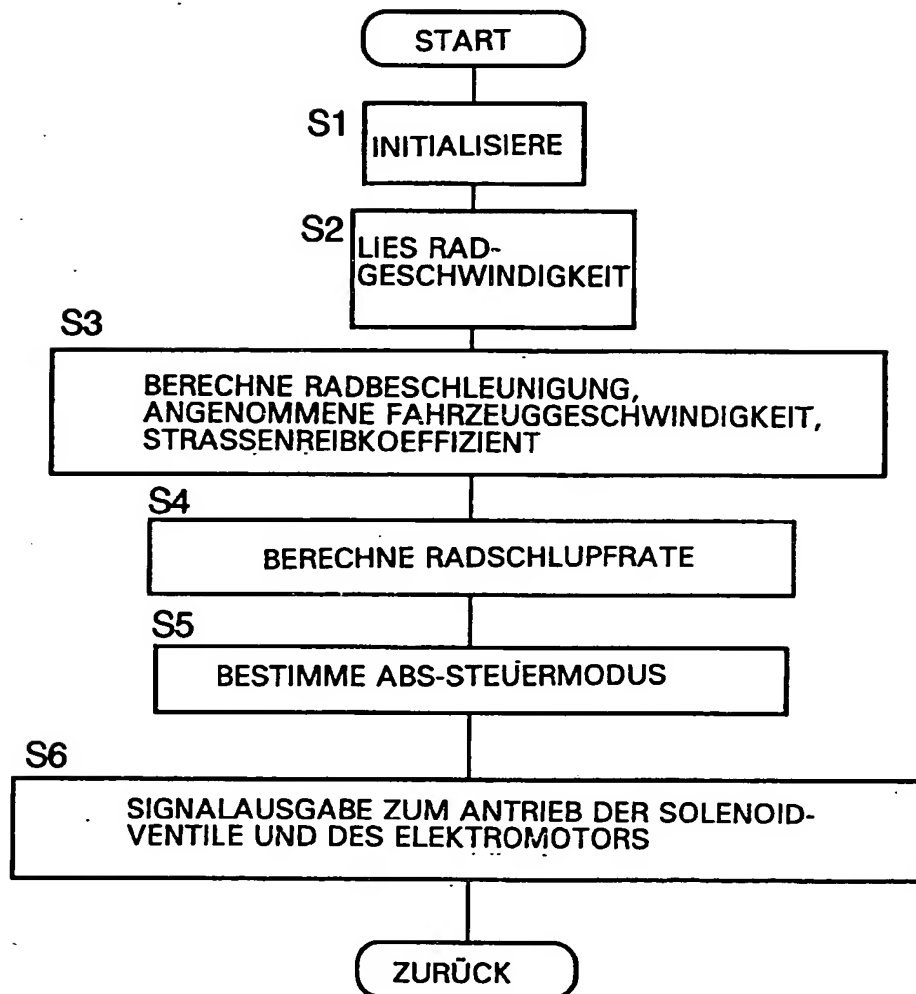 START
S1
INITIALISIERE
S2
LIES RAD-
GESCHWINDIGKEIT
S3
BERECHNE RADBESCHLEUNIGUNG,
ANGENOMMENE FAHRZEUGGESCHWINDIGKEIT,
STRASSENREIBKOEFFIZIENT
S4
BERECHNE RADSCHLUPFRATE
S5
BESTIMME ABS-STEUERMODUS
S6
SIGNALAUSGABE ZUM ANTRIEB DER SOLENOID-
VENTILE UND DES ELEKTROMOTORS
ZURÜCK